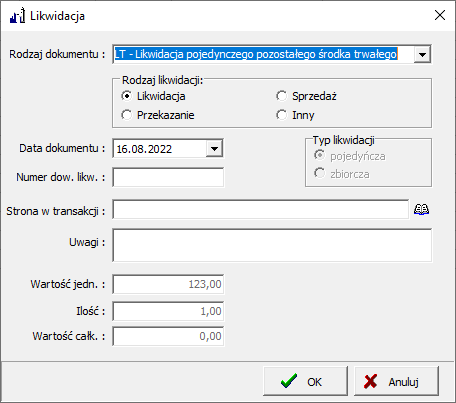 Likwidacja
Rodzaj dokumentu : LT - Likwidacja pojedynczego pozostałego środka trwałego
Rodzaj likwidacji:
Likwidacja Sprzedaż
Przekazanie Inny
Data dokumentu : 16.08.2022
Typ likwidacji
pojedyńcza
Numer dow. likw. :
zbiorcza
Strona w transakcji :
Uwagi :
Wartość jedn. : 123,00
Ilość : 1,00
Wartość całk. : 0,00
OK Anuluj